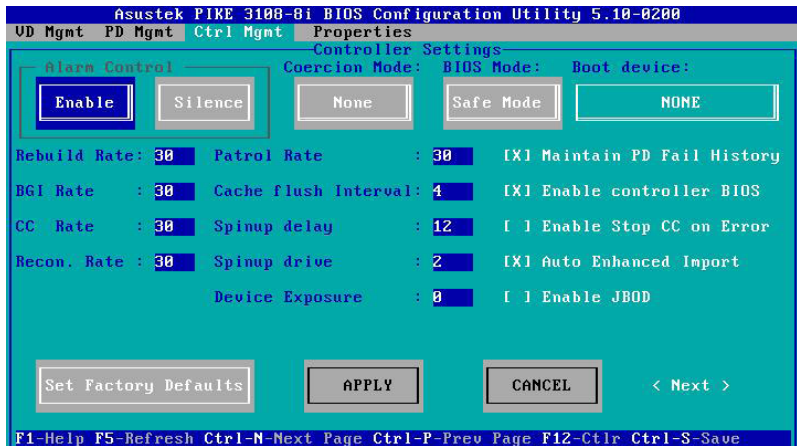 Asustek PIKE 3108-8i BIOS Configuration Utility 5.10-0200
VD Mgmt PD Mgmt Ctrl Mgmt Properties
Controller Settings
Alarm Control Coercion Mode: BIOS Mode: Boot device:
Enable Silence None Safe Mode NONE
Rebuild Rate: 30 Patrol Rate : 30 [X] Maintain PD Fail History
BGI Rate : 30 Cache flush Interval: 4 [X] Enable controller BIOS
CC Rate : 30 Spinup delay : 12 [ ] Enable Stop CC on Error
Recon. Rate : 30 Spinup drive : 2 [X] Auto Enhanced Import
Device Exposure : 0 [ ] Enable JBOD
Set Factory Defaults APPLY CANCEL < Next >
F1-Help F5-Refresh Ctrl-N-Next Page Ctrl-P-Prev Page F12-Ctlr Ctrl-S-Save